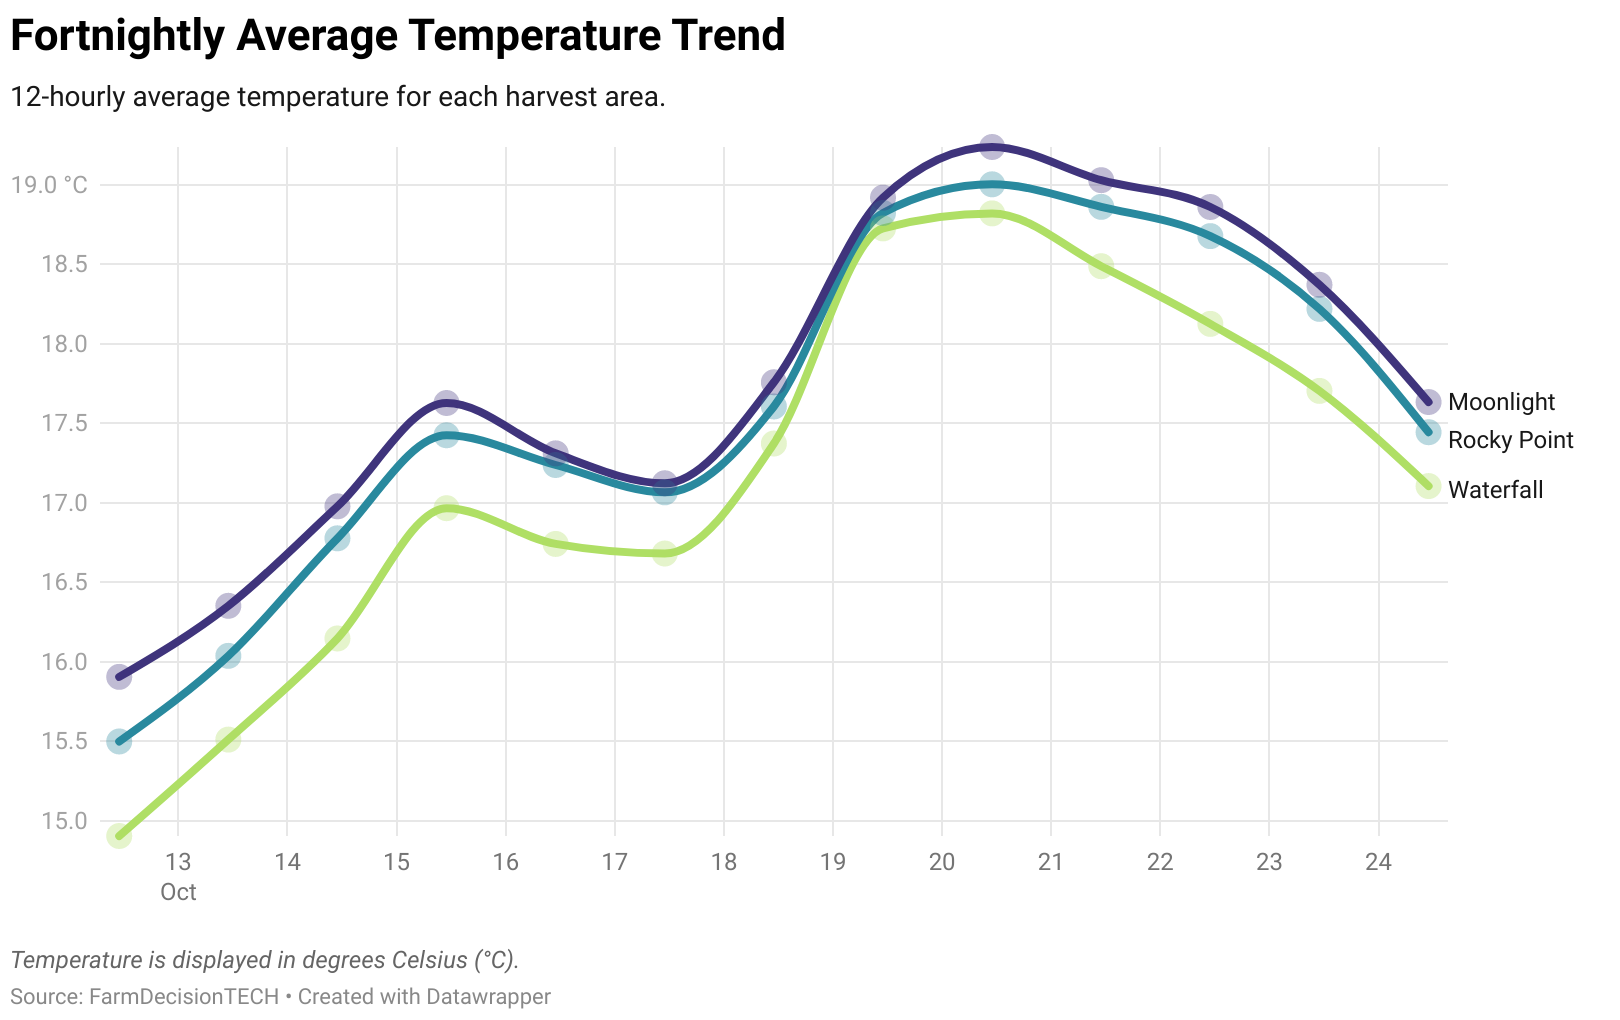 Fortnightly Average Temperature Trend
12-hourly average temperature for each harvest area.
19.0 °C
18.5
18.0
17.5
17.0
16.5
16.0
15.5
15.0
Moonlight
Rocky Point
Waterfall
13 14 15 16 17 18 19 20 21 22 23 24
Oct
Temperature is displayed in degrees Celsius (°C).
Source: FarmDecisionTECH • Created with Datawrapper